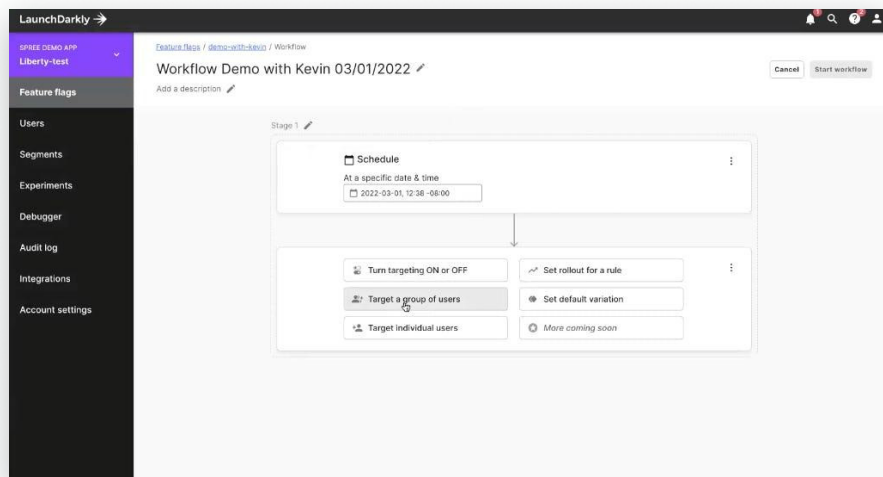 LaunchDarkly
1
2
SPREE DEMO APP
Liberty-test
Feature flags
Users
Segments
Experiments
Debugger
Audit log
Integrations
Account settings
Feature flags / demo-with-kevin / Workflow
Workflow Demo with Kevin 03/01/2022
Add a description
Cancel
Start workflow
Stage 1
Schedule
At a specific date & time
2022-03-01, 12:38 -08:00
Turn targeting ON or OFF
Set rollout for a rule
Target a group of users
Set default variation
Target individual users
More coming soon